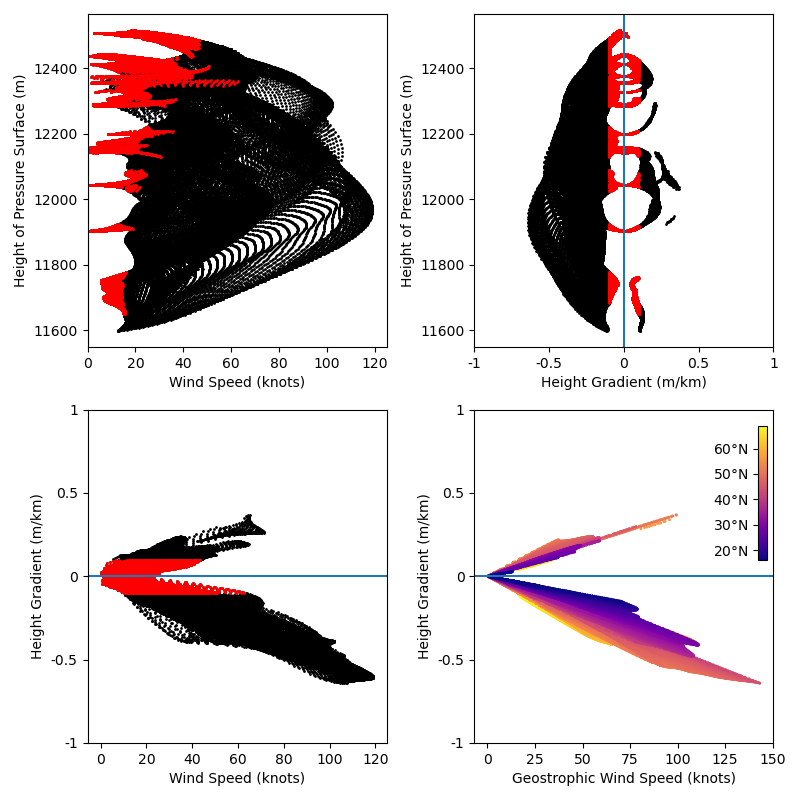 12400
12200
12000
11800
11600
Height of Pressure Surface (m)
0 20 40 60 80 100 120
Wind Speed (knots)
12400
12200
12000
11800
11600
Height of Pressure Surface (m)
-1 -0.5 0 0.5 1
Height Gradient (m/km)
1
0.5
0
-0.5
-1
Height Gradient (m/km)
0 20 40 60 80 100 120
Wind Speed (knots)
1
0.5
0
-0.5
-1
Height Gradient (m/km)
60°N
50°N
40°N
30°N
20°N
0 25 50 75 100 125 150
Geostrophic Wind Speed (knots)